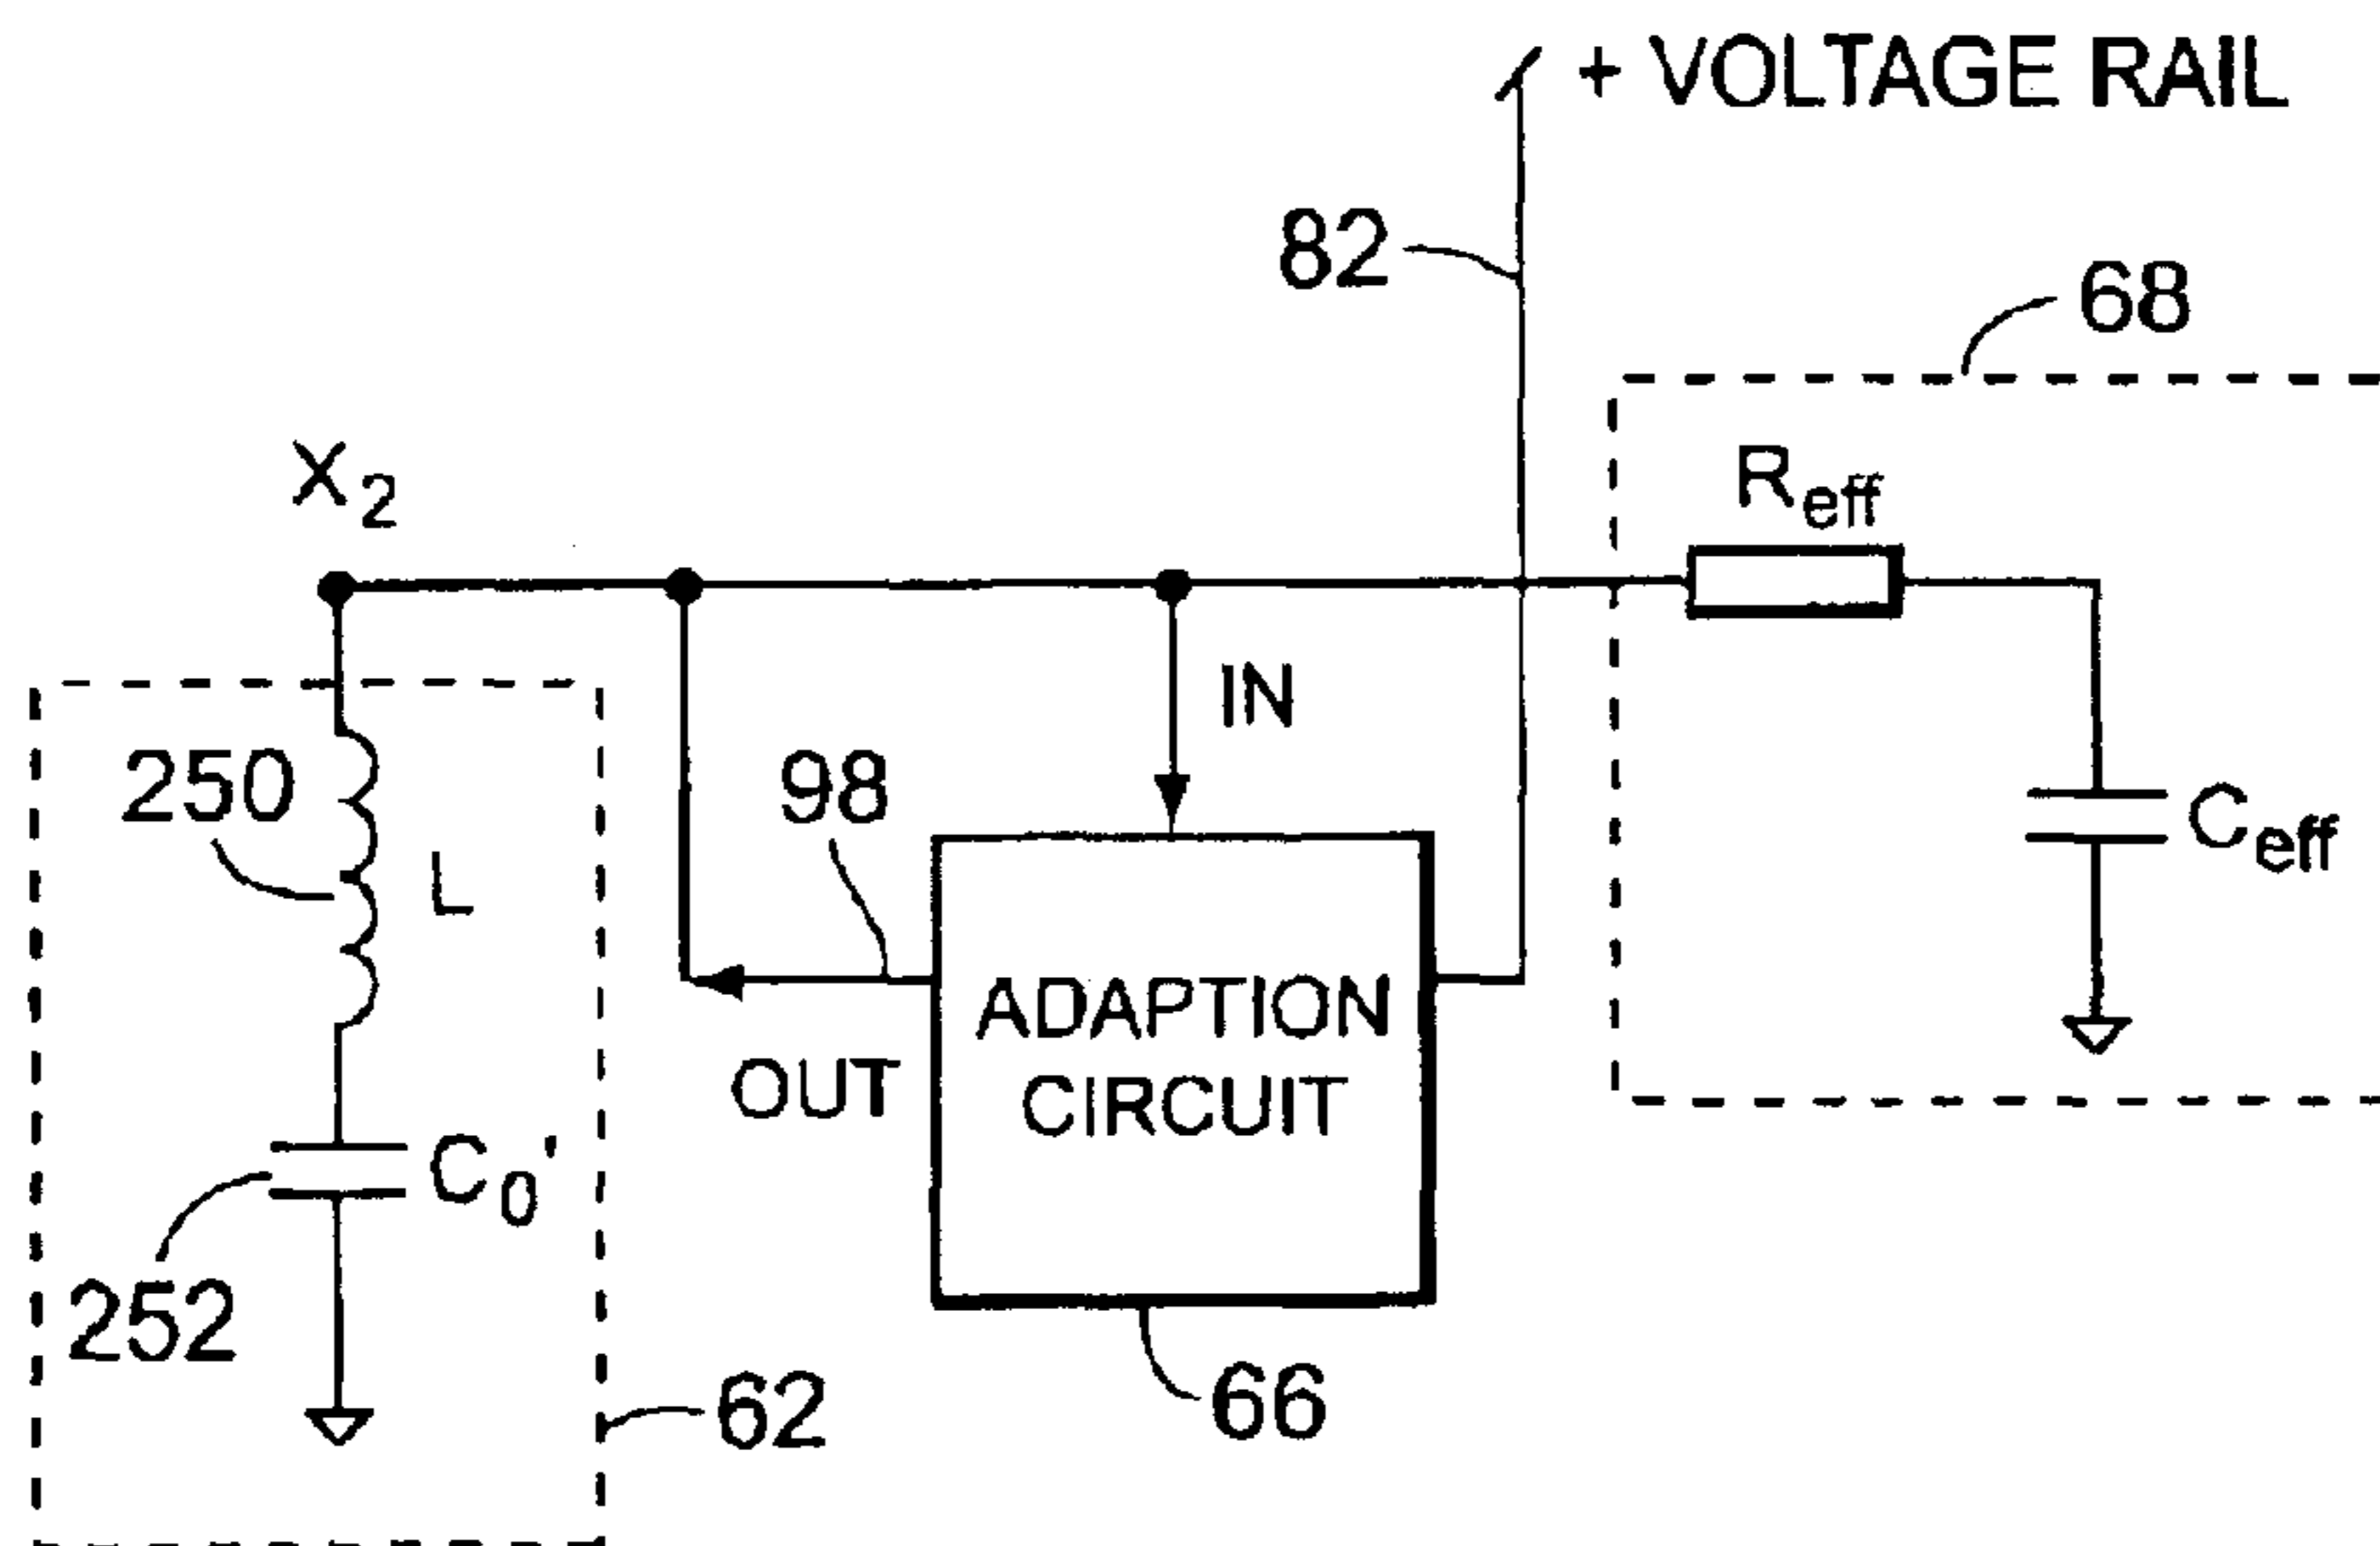 + VOLTAGE RAIL
82
68
X2
Reff
IN
250
98
L
Ceff
ADAPTION
CIRCUIT
OUT
C0'
252
62
66